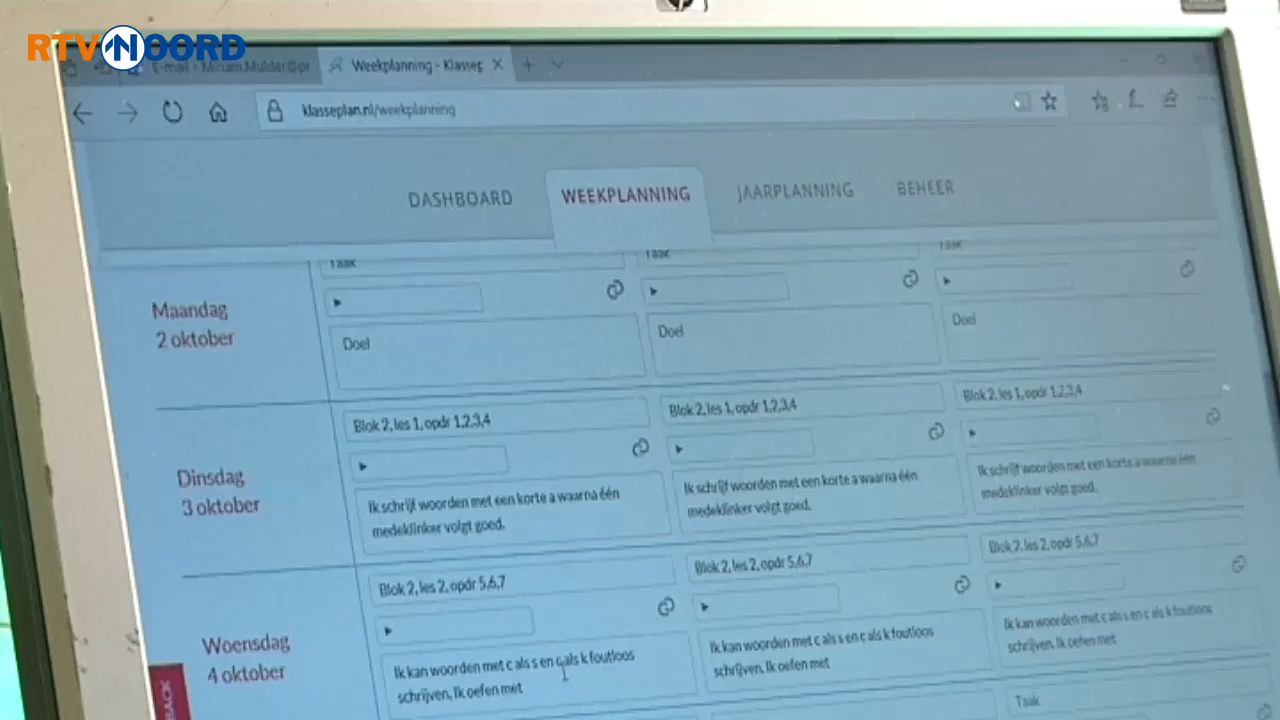 RTV NOORD
E-mail - Miriam.Mulder@or
Weekplanning - Klassep
klasseplan.nl/weekplanning
DASHBOARD WEEKPLANNING JAARPLANNING BEHEER
Taak Taak Taak
Maandag
2 oktober
Doel Doel Doel
Blok 2, les 1, opdr 1,2,3,4 Blok 2, les 1, opdr 1,2,3,4 Blok 2, les 1, opdr 1,2,3,4
Dinsdag
3 oktober
Ik schrijf woorden met een korte a waarna één
medeklinker volgt goed.
Ik schrijf woorden met een korte a waarna één
medeklinker volgt goed.
Ik schrijf woorden met een korte a waarna één
medeklinker volgt goed.
Blok 2, les 2, opdr 5,6,7 Blok 2, les 2, opdr 5,6,7 Blok 2, les 2, opdr 5,6,7
Woensdag
4 oktober
Ik kan woorden met c als s en c als k foutloos
schrijven. Ik oefen met
Ik kan woorden met c als s en c als k foutloos
schrijven. Ik oefen met
Ik kan woorden met c als s en c als k foutloos
schrijven. Ik oefen met
Taak
BACK